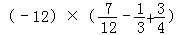 (-12) × (7/12 - 1/3 + 3/4)